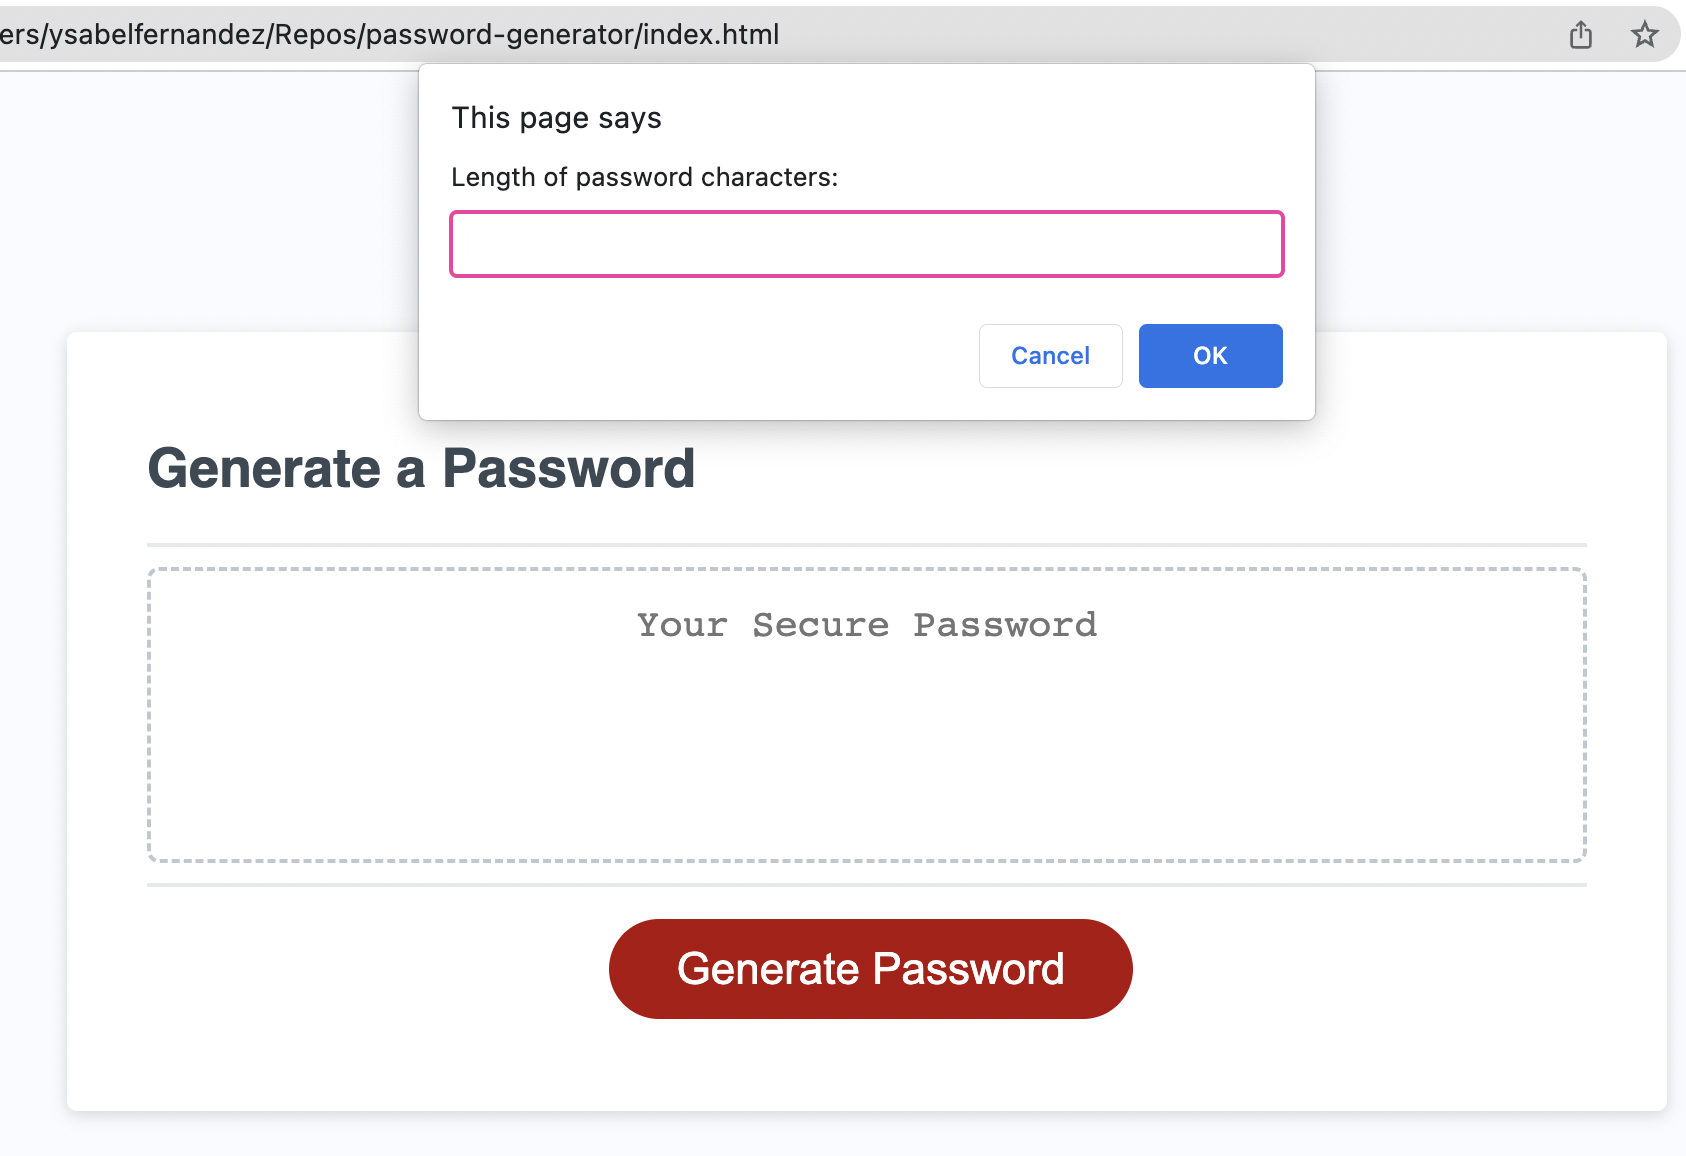 ers/ysabelfernandez/Repos/password-generator/index.html
This page says
Length of password characters:
Cancel
OK
Generate a Password
Your Secure Password
Generate Password